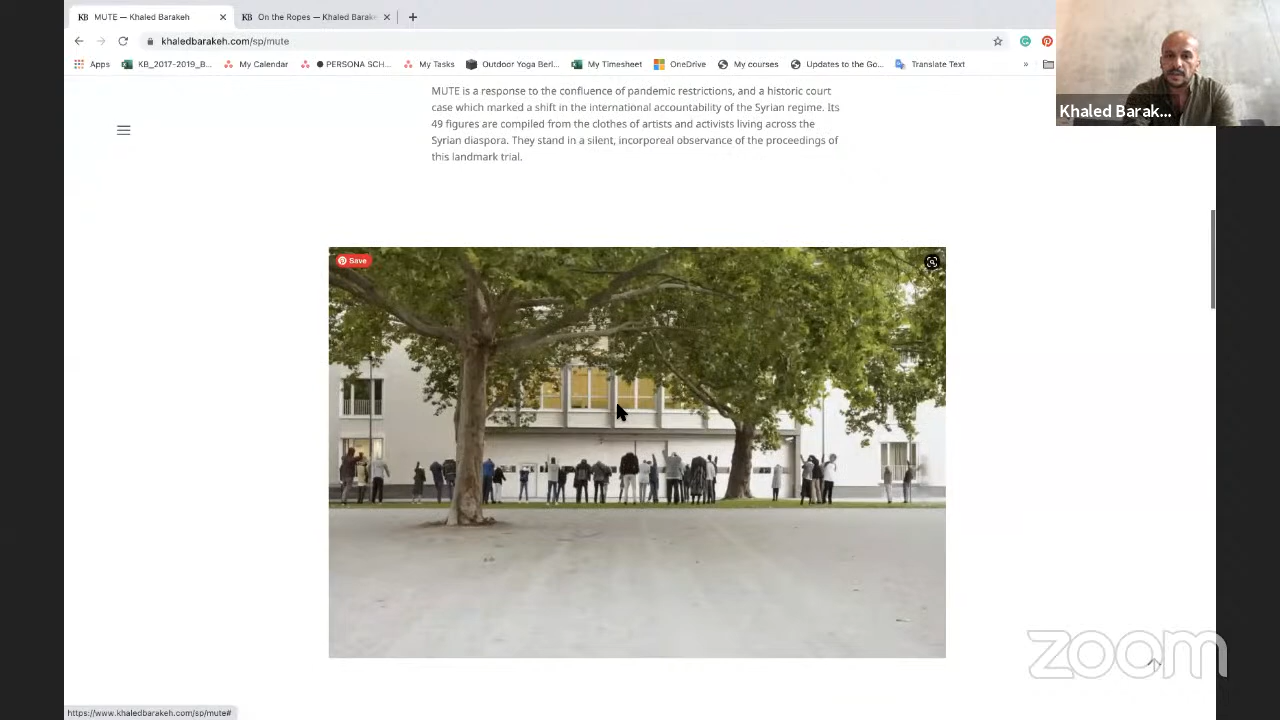 KB MUTE — Khaled Barakeh
KB On the Ropes — Khaled Barake
khaledbarakeh.com/sp/mute
Apps KB_2017-2019_B... My Calendar PERSONA SCH... My Tasks Outdoor Yoga Berl... My Timesheet OneDrive My courses Updates to the Go... Translate Text »
Khaled Barak...
MUTE is a response to the confluence of pandemic restrictions, and a historic court
case which marked a shift in the international accountability of the Syrian regime. Its
49 figures are compiled from the clothes of artists and activists living across the
Syrian diaspora. They stand in a silent, incorporeal observance of the proceedings of
this landmark trial.
Save
zoom
https://www.khaledbarakeh.com/sp/mute#